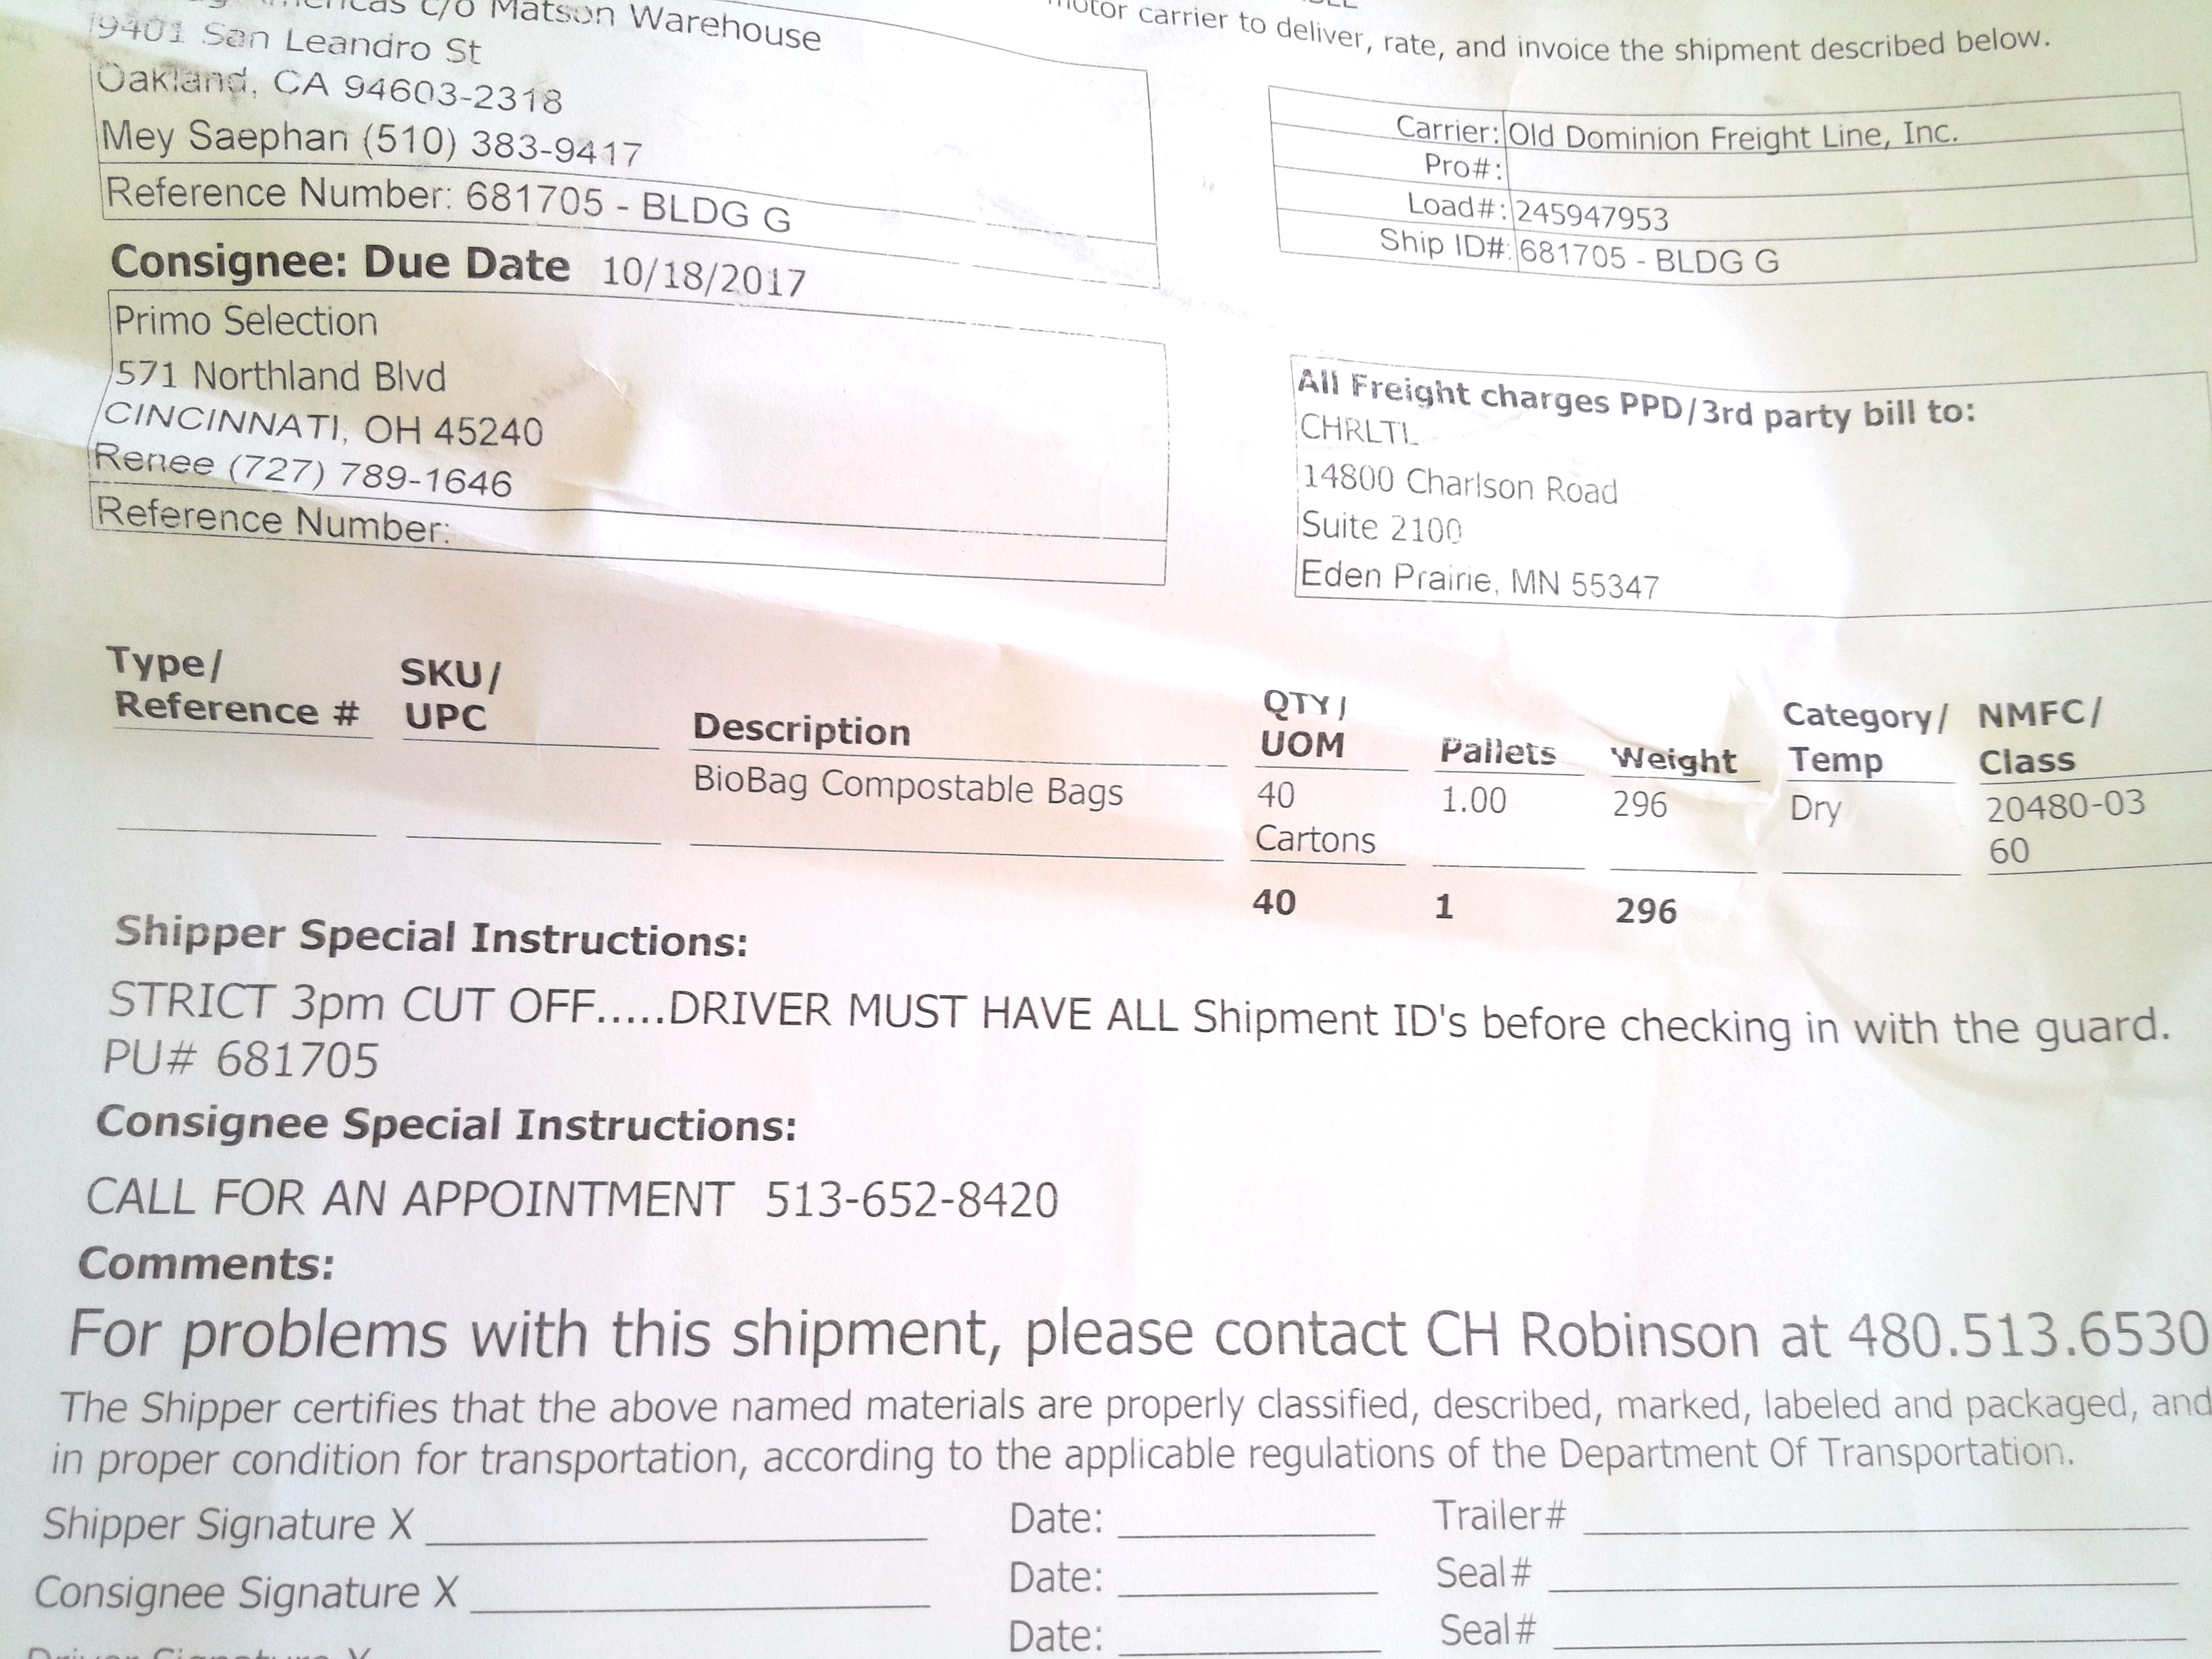 c/o Matson Warehouse
motor carrier to deliver, rate, and invoice the shipment described below.
9401 San Leandro St
Oakland, CA 94603-2318
Mey Saephan (510) 383-9417
Reference Number: 681705 - BLDG G
Carrier: Old Dominion Freight Line, Inc.
Pro#:
Load#: 245947953
Ship ID#: 681705 - BLDG G
Consignee: Due Date 10/18/2017
Primo Selection
571 Northland Blvd
CINCINNATI, OH 45240
Renee (727) 789-1646
Reference Number:
All Freight charges PPD/3rd party bill to:
CHRLTL
14800 Charlson Road
Suite 2100
Eden Prairie, MN 55347
Type/ SKU/ QTY/ Category/ NMFC/
Reference # UPC Description UOM Pallets Weight Temp Class
BioBag Compostable Bags 40 1.00 296 Dry 20480-03
Cartons 60
40 1 296
Shipper Special Instructions:
STRICT 3pm CUT OFF.....DRIVER MUST HAVE ALL Shipment ID's before checking in with the guard.
PU# 681705
Consignee Special Instructions:
CALL FOR AN APPOINTMENT 513-652-8420
Comments:
For problems with this shipment, please contact CH Robinson at 480.513.6530
The Shipper certifies that the above named materials are properly classified, described, marked, labeled and packaged, and
in proper condition for transportation, according to the applicable regulations of the Department Of Transportation.
Shipper Signature X Date: Trailer#
Consignee Signature X Date: Seal#
Driver Signature X Date: Seal#